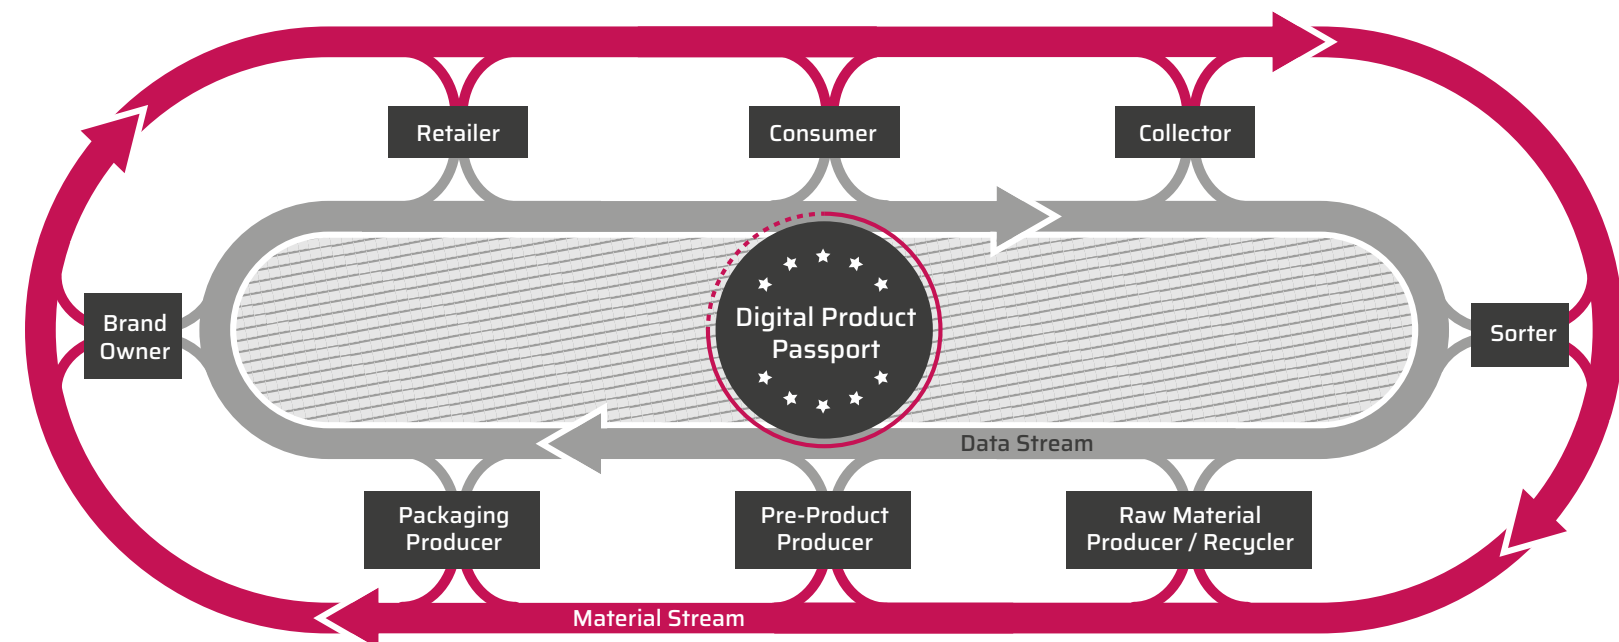 Retailer
Consumer
Collector
Brand
Owner
Digital Product
Passport
Sorter
Data Stream
Packaging
Producer
Pre-Product
Producer
Raw Material
Producer / Recycler
Material Stream